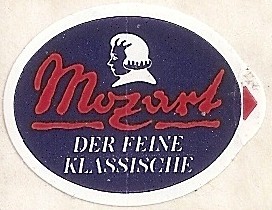 Mozart
DER FEINE
KLASSISCHE